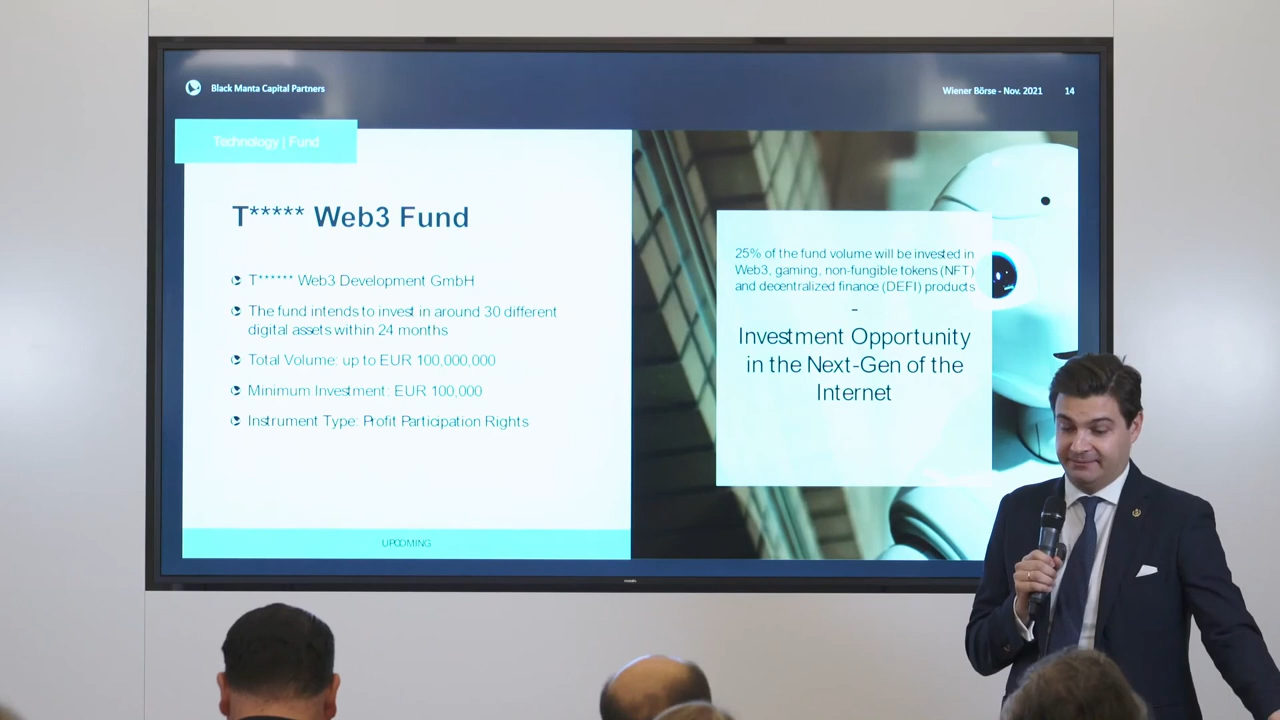 Black Manta Capital Partners
Wiener Börse - Nov. 2021 14
Technology | Fund
T***** Web3 Fund
T****** Web3 Development GmbH
The fund intends to invest in around 30 different
digital assets within 24 months
Total Volume: up to EUR 100,000,000
Minimum Investment: EUR 100,000
Instrument Type: Profit Participation Rights
UPCOMING
25% of the fund volume will be invested in
Web3, gaming, non-fungible tokens (NFT)
and decentralized finance (DEFI) products
-
Investment Opportunity
in the Next-Gen of the
Internet